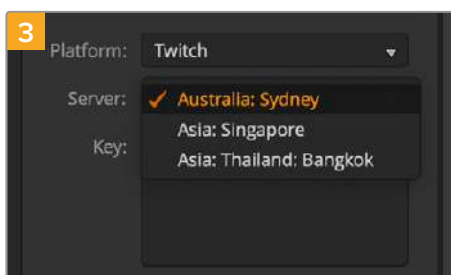 3
Platform: Twitch
Server: Australia: Sydney
Asia: Singapore
Key:
Asia: Thailand: Bangkok